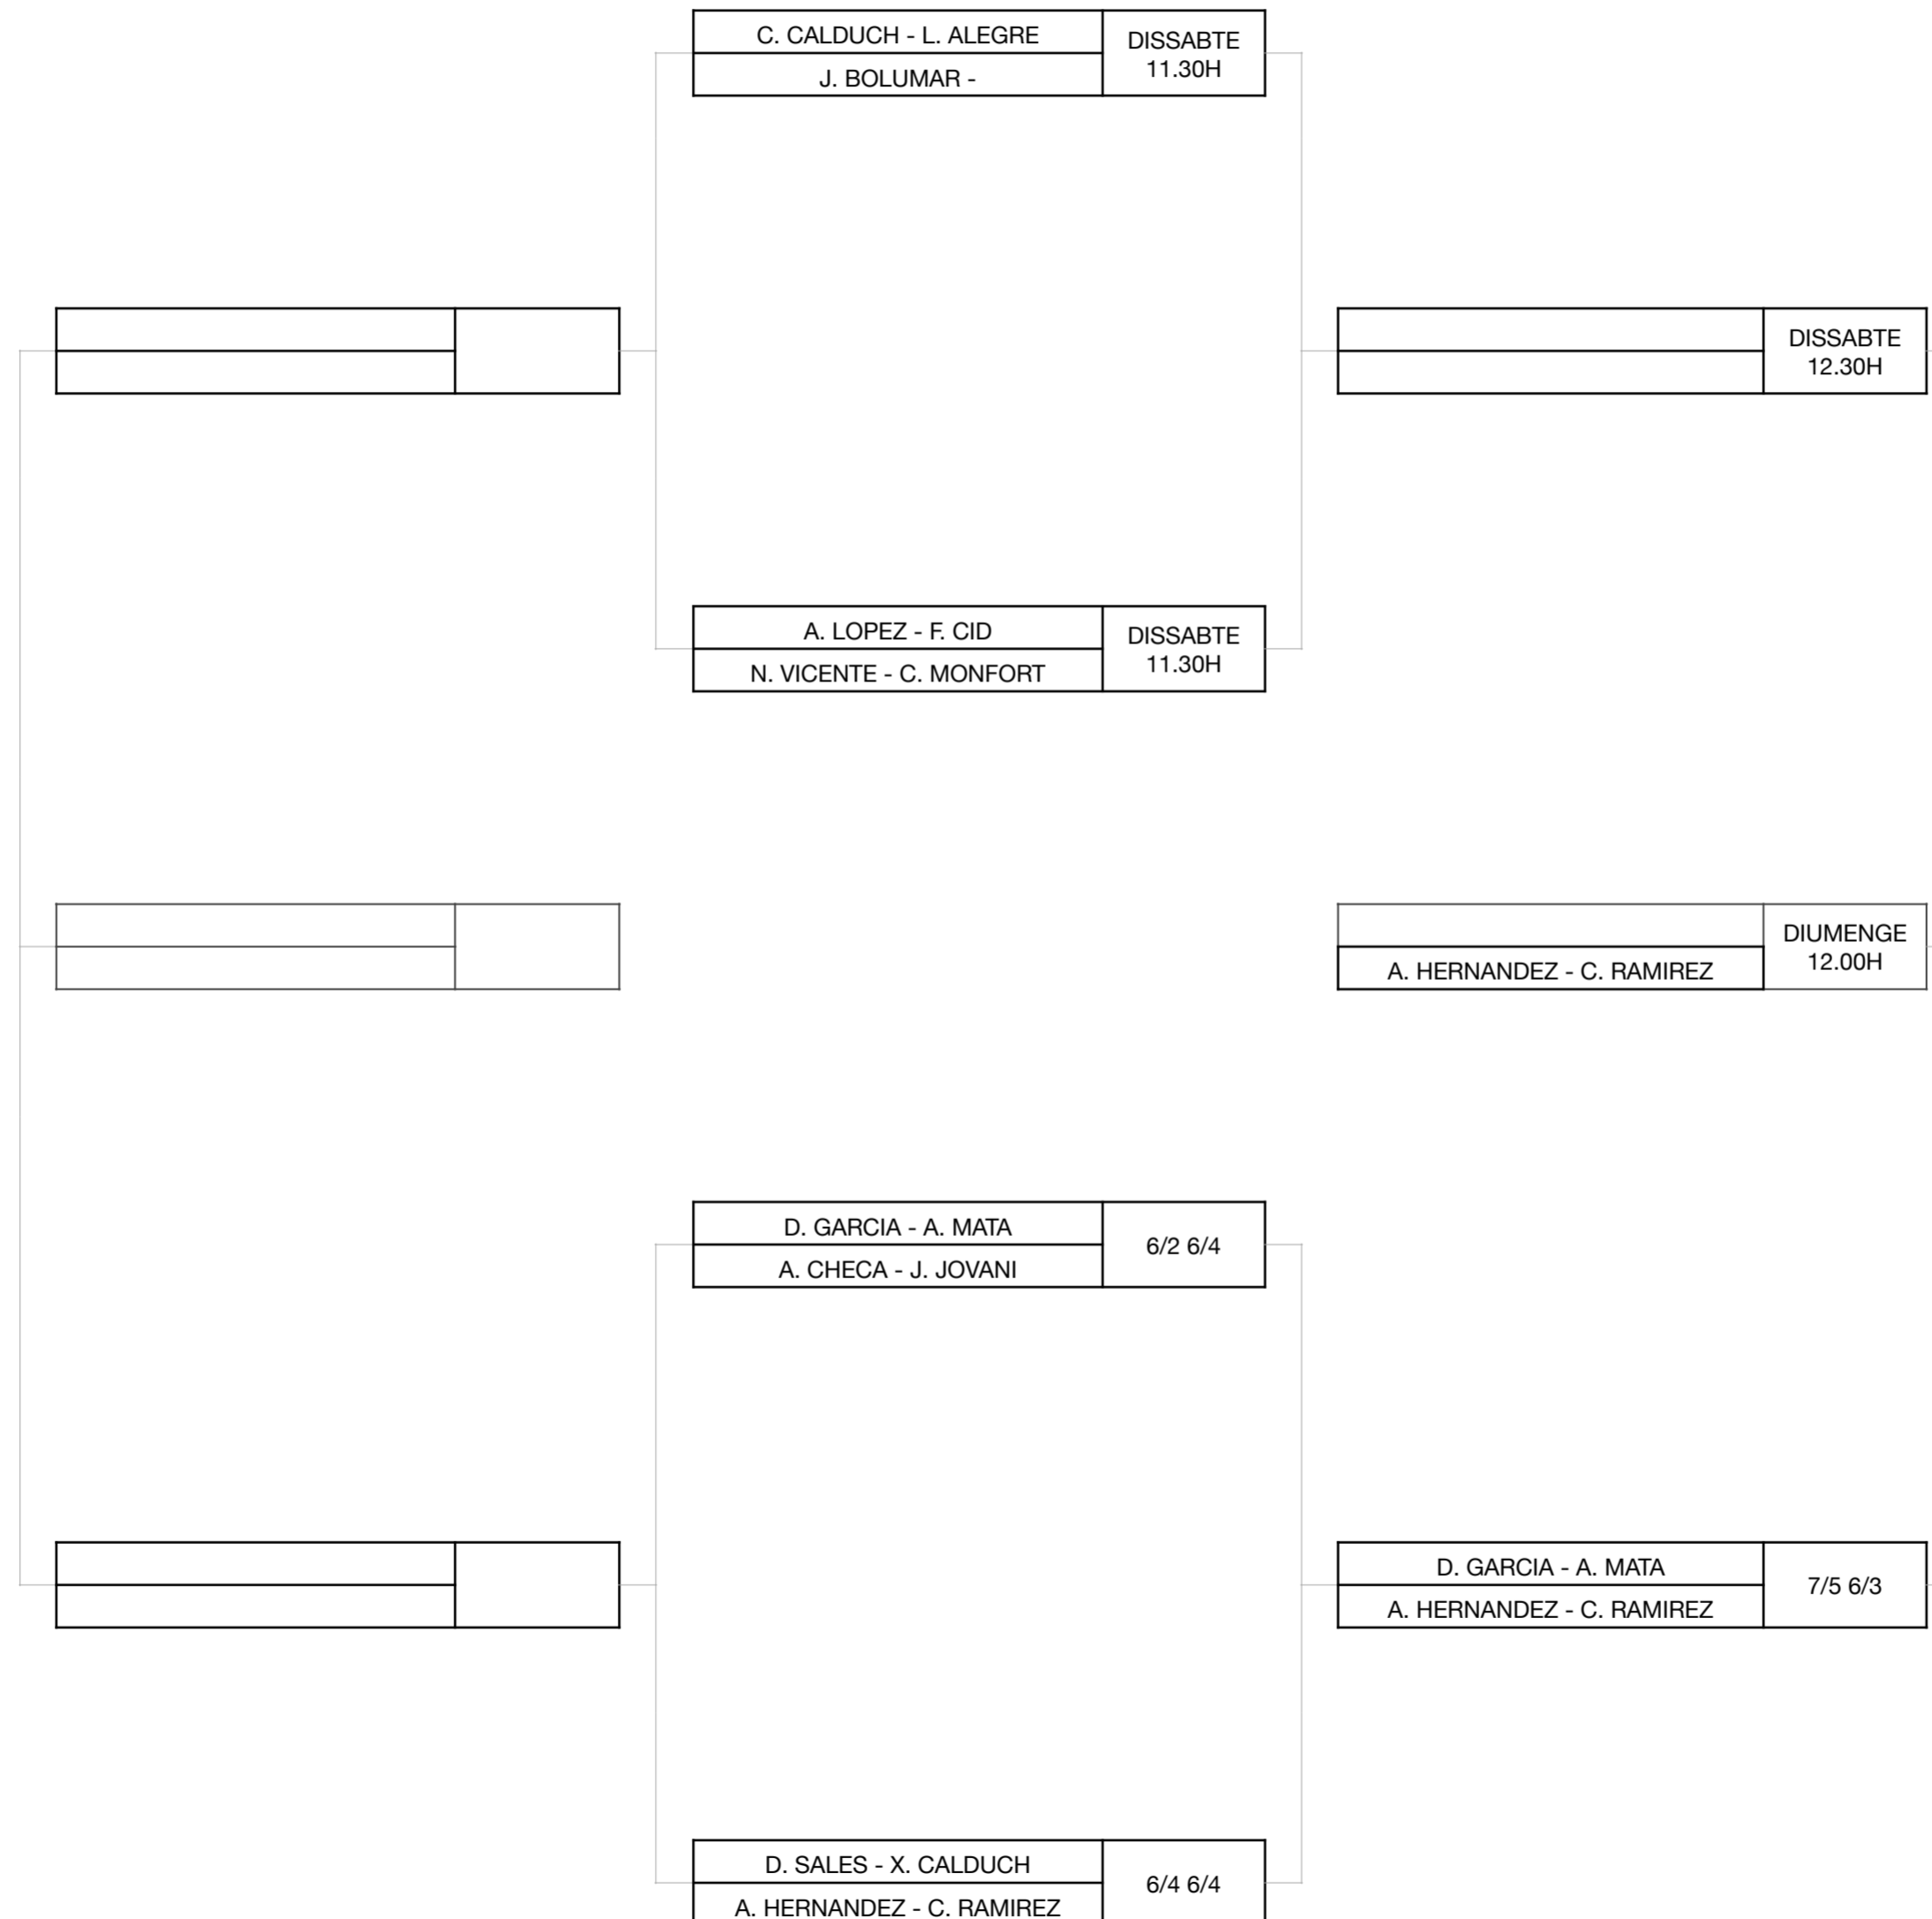 C. CALDUCH - L. ALEGRE
J. BOLUMAR -
DISSABTE
11.30H
DISSABTE
12.30H
A. LOPEZ - F. CID
N. VICENTE - C. MONFORT
DISSABTE
11.30H
A. HERNANDEZ - C. RAMIREZ
DIUMENGE
12.00H
D. GARCIA - A. MATA
A. CHECA - J. JOVANI
6/2 6/4
D. GARCIA - A. MATA
A. HERNANDEZ - C. RAMIREZ
7/5 6/3
D. SALES - X. CALDUCH
A. HERNANDEZ - C. RAMIREZ
6/4 6/4